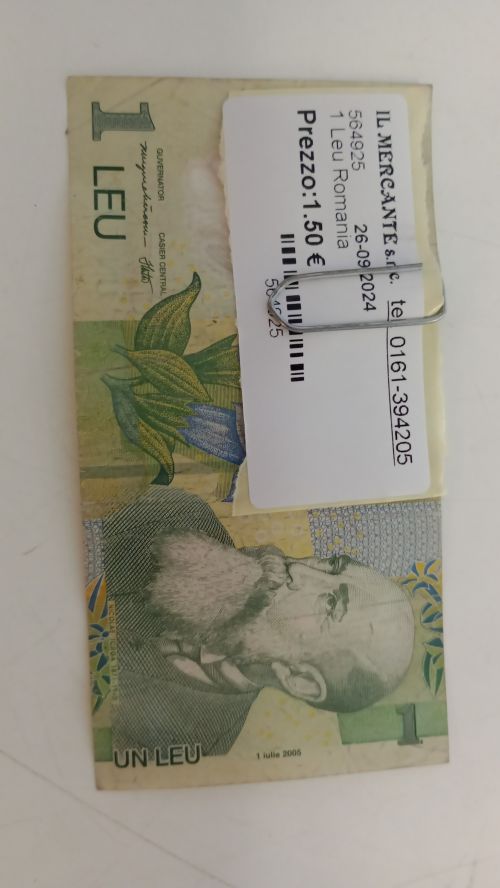 IL MERCANTE s.n.c. tel 0161-394205
564925 26-09-2024
1 Leu Romania
Prezzo:1.50 €
1
LEU
GUVERNATOR
CASIER CENTRAL
UN LEU
1 iulie 2005
1